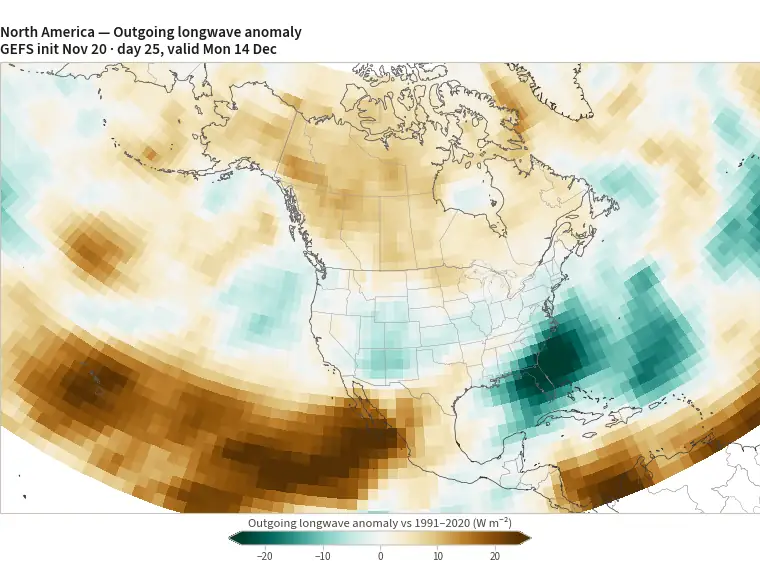 North America — Outgoing longwave anomaly
GEFS init Nov 20 · day 25, valid Mon 14 Dec
Outgoing longwave anomaly vs 1991–2020 (W m⁻²)
−20 −10 0 10 20